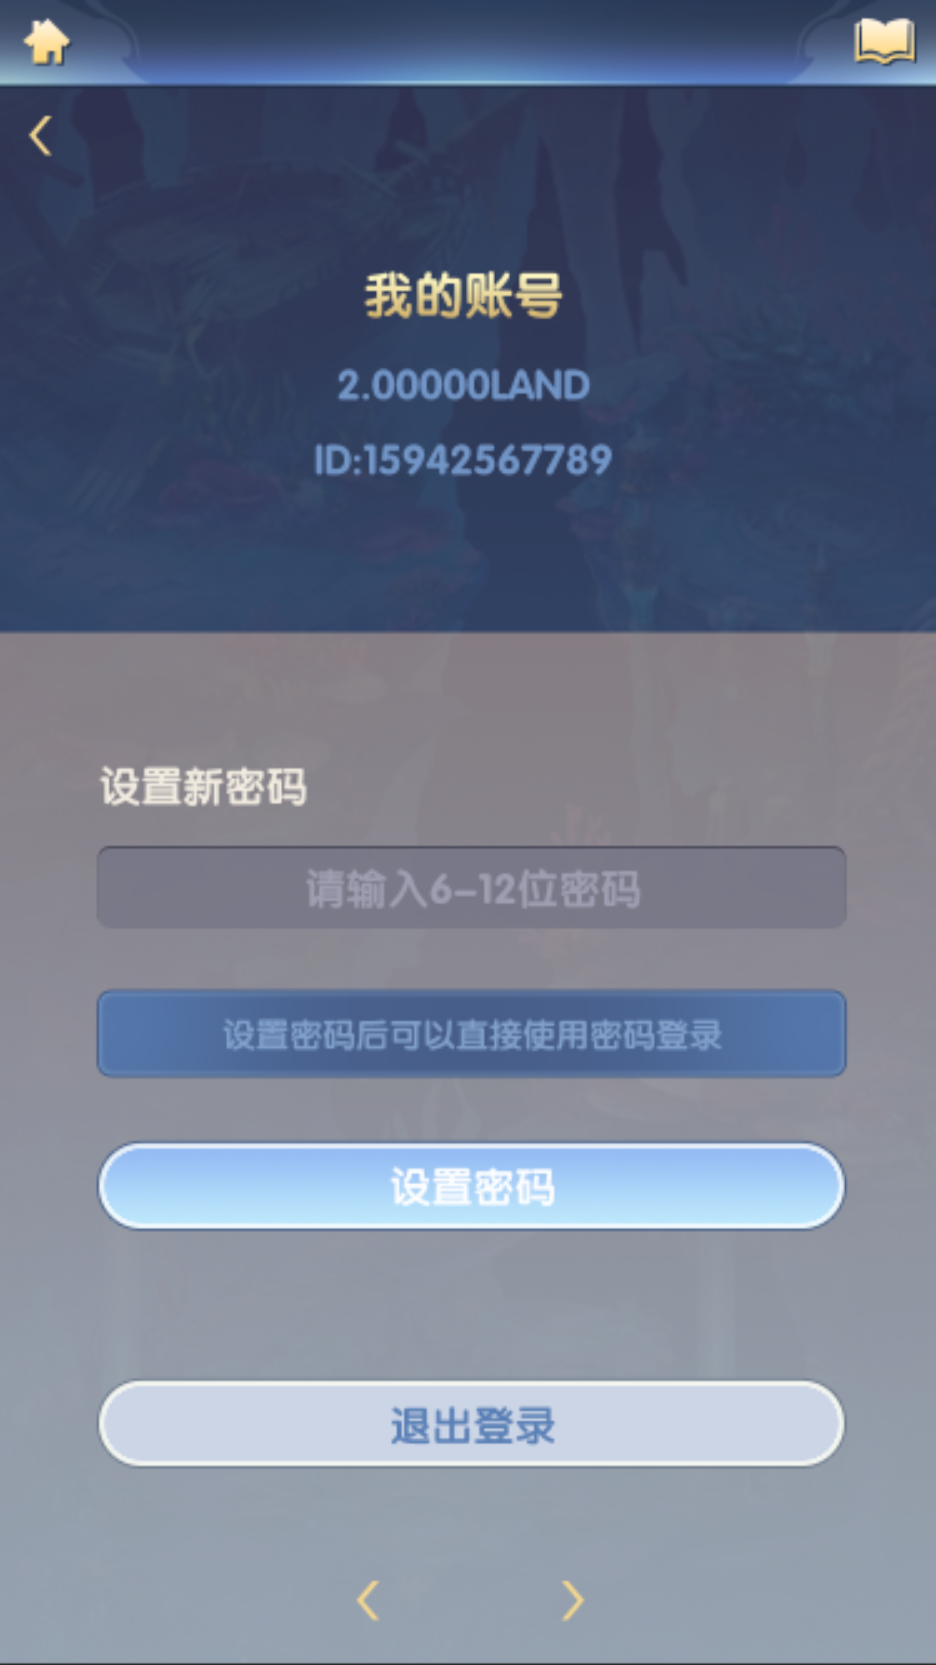 我的账号
2.00000LAND
ID:15942567789
设置新密码
请输入6-12位密码
设置密码后可以直接使用密码登录
设置密码
退出登录